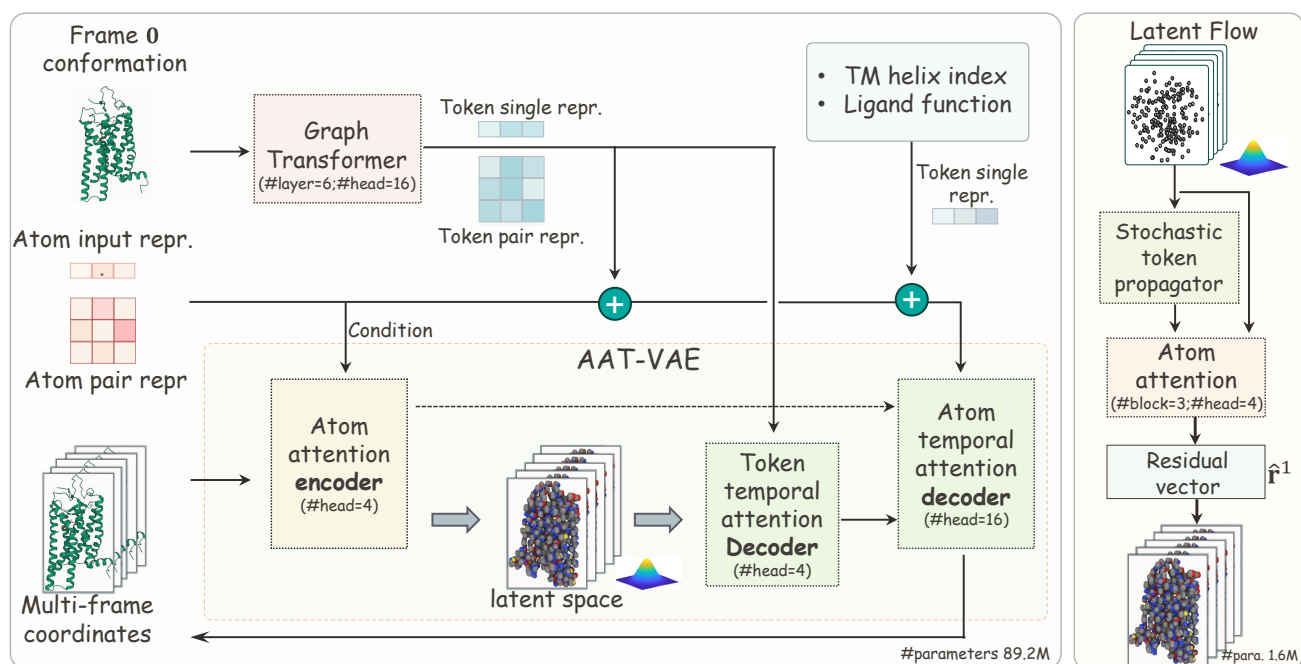 Frame 0
conformation
Atom input repr.
Atom pair repr
Multi-frame
coordinates
Graph
Transformer
(#layer=6;#head=16)
Token single repr.
Token pair repr.
• TM helix index
• Ligand function
Token single
repr.
+
+
Condition
AAT-VAE
Atom
attention
encoder
(#head=4)
latent space
Token
temporal
attention
Decoder
(#head=4)
Atom
temporal
attention
decoder
(#head=16)
#parameters 89.2M
Latent Flow
Stochastic
token
propagator
Atom
attention
(#block=3;#head=4)
Residual
vector
r̂¹
#para. 1.6M